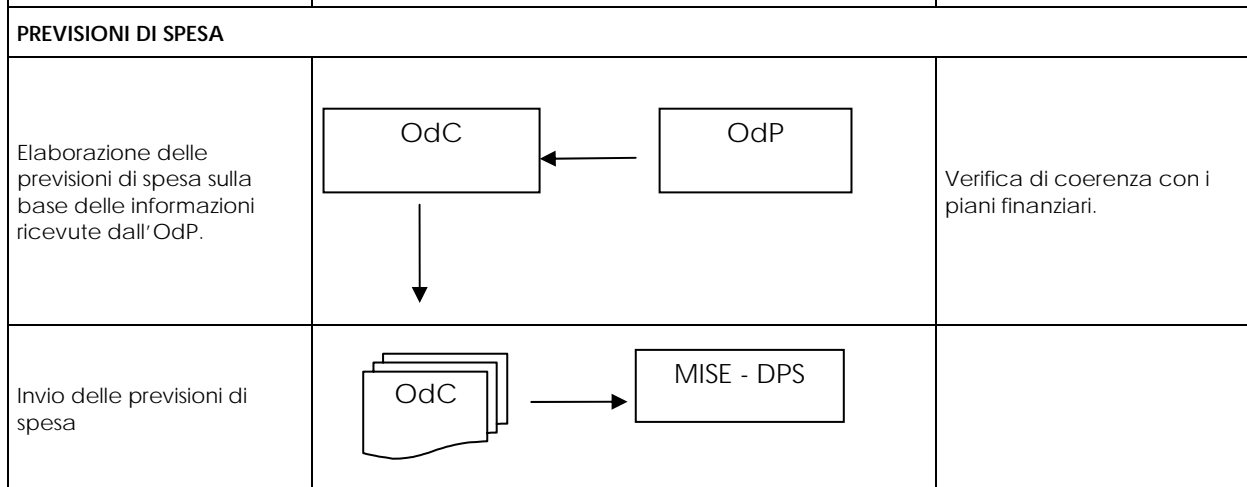 PREVISIONI DI SPESA
Elaborazione delle
previsioni di spesa sulla
base delle informazioni
ricevute dall'OdP.
OdC
OdP
Verifica di coerenza con i
piani finanziari.
Invio delle previsioni di
spesa
OdC
MISE - DPS